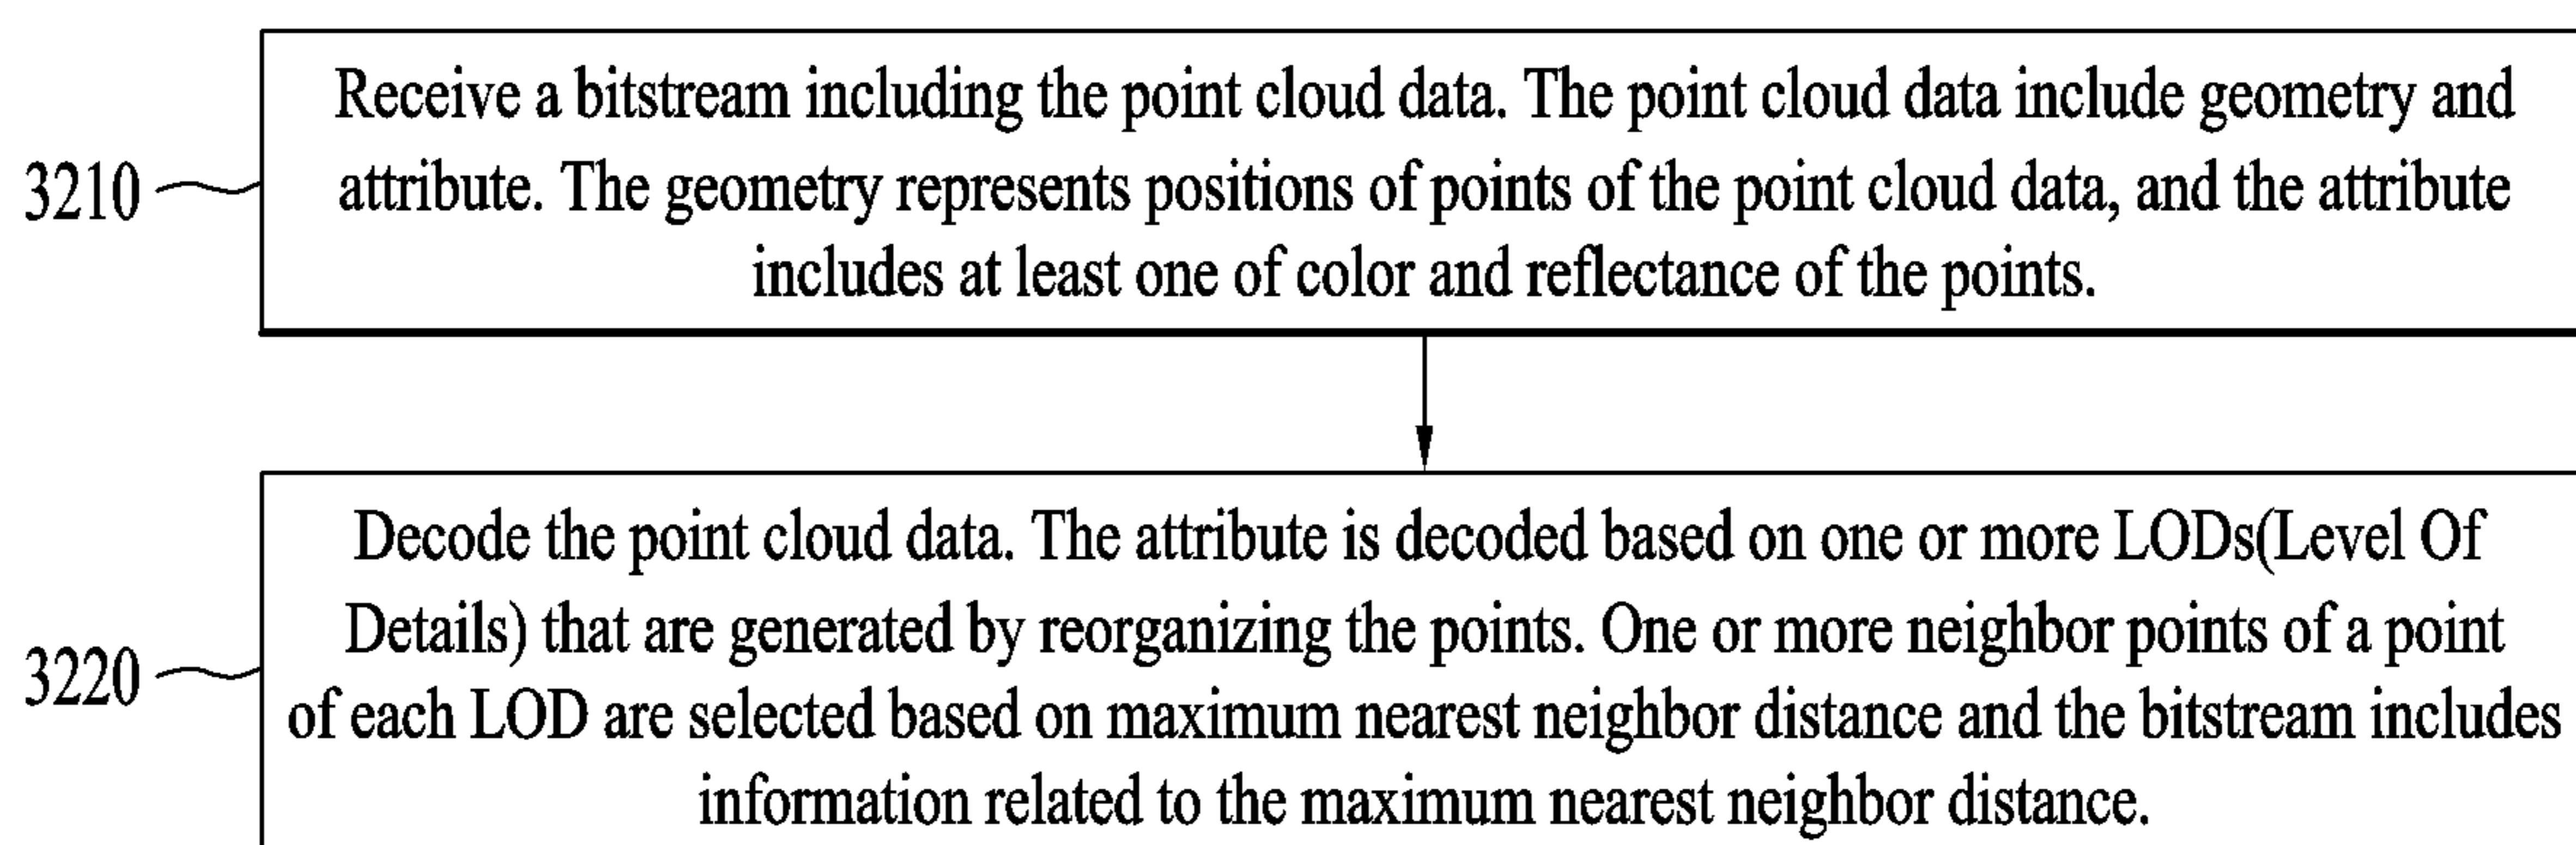 Receive a bitstream including the point cloud data. The point cloud data include geometry and
3210 attribute. The geometry represents positions of points of the point cloud data, and the attribute
includes at least one of color and reflectance of the points.
Decode the point cloud data. The attribute is decoded based on one or more LODs(Level Of
Details) that are generated by reorganizing the points. One or more neighbor points of a point
3220
of each LOD are selected based on maximum nearest neighbor distance and the bitstream includes
information related to the maximum nearest neighbor distance.